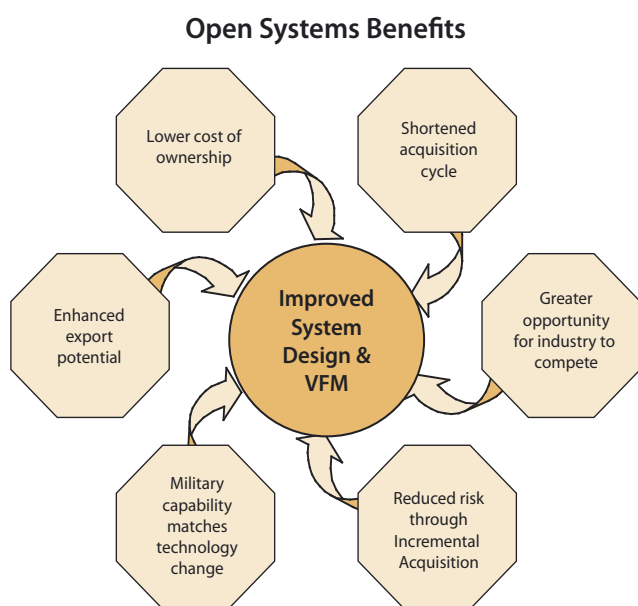 Open Systems Benefits
Lower cost of
ownership
Shortened
acquisition
cycle
Enhanced
export
potential
Improved
System
Design &
VFM
Greater
opportunity
for industry to
compete
Military
capability
matches
technology
change
Reduced risk
through
Incremental
Acquisition